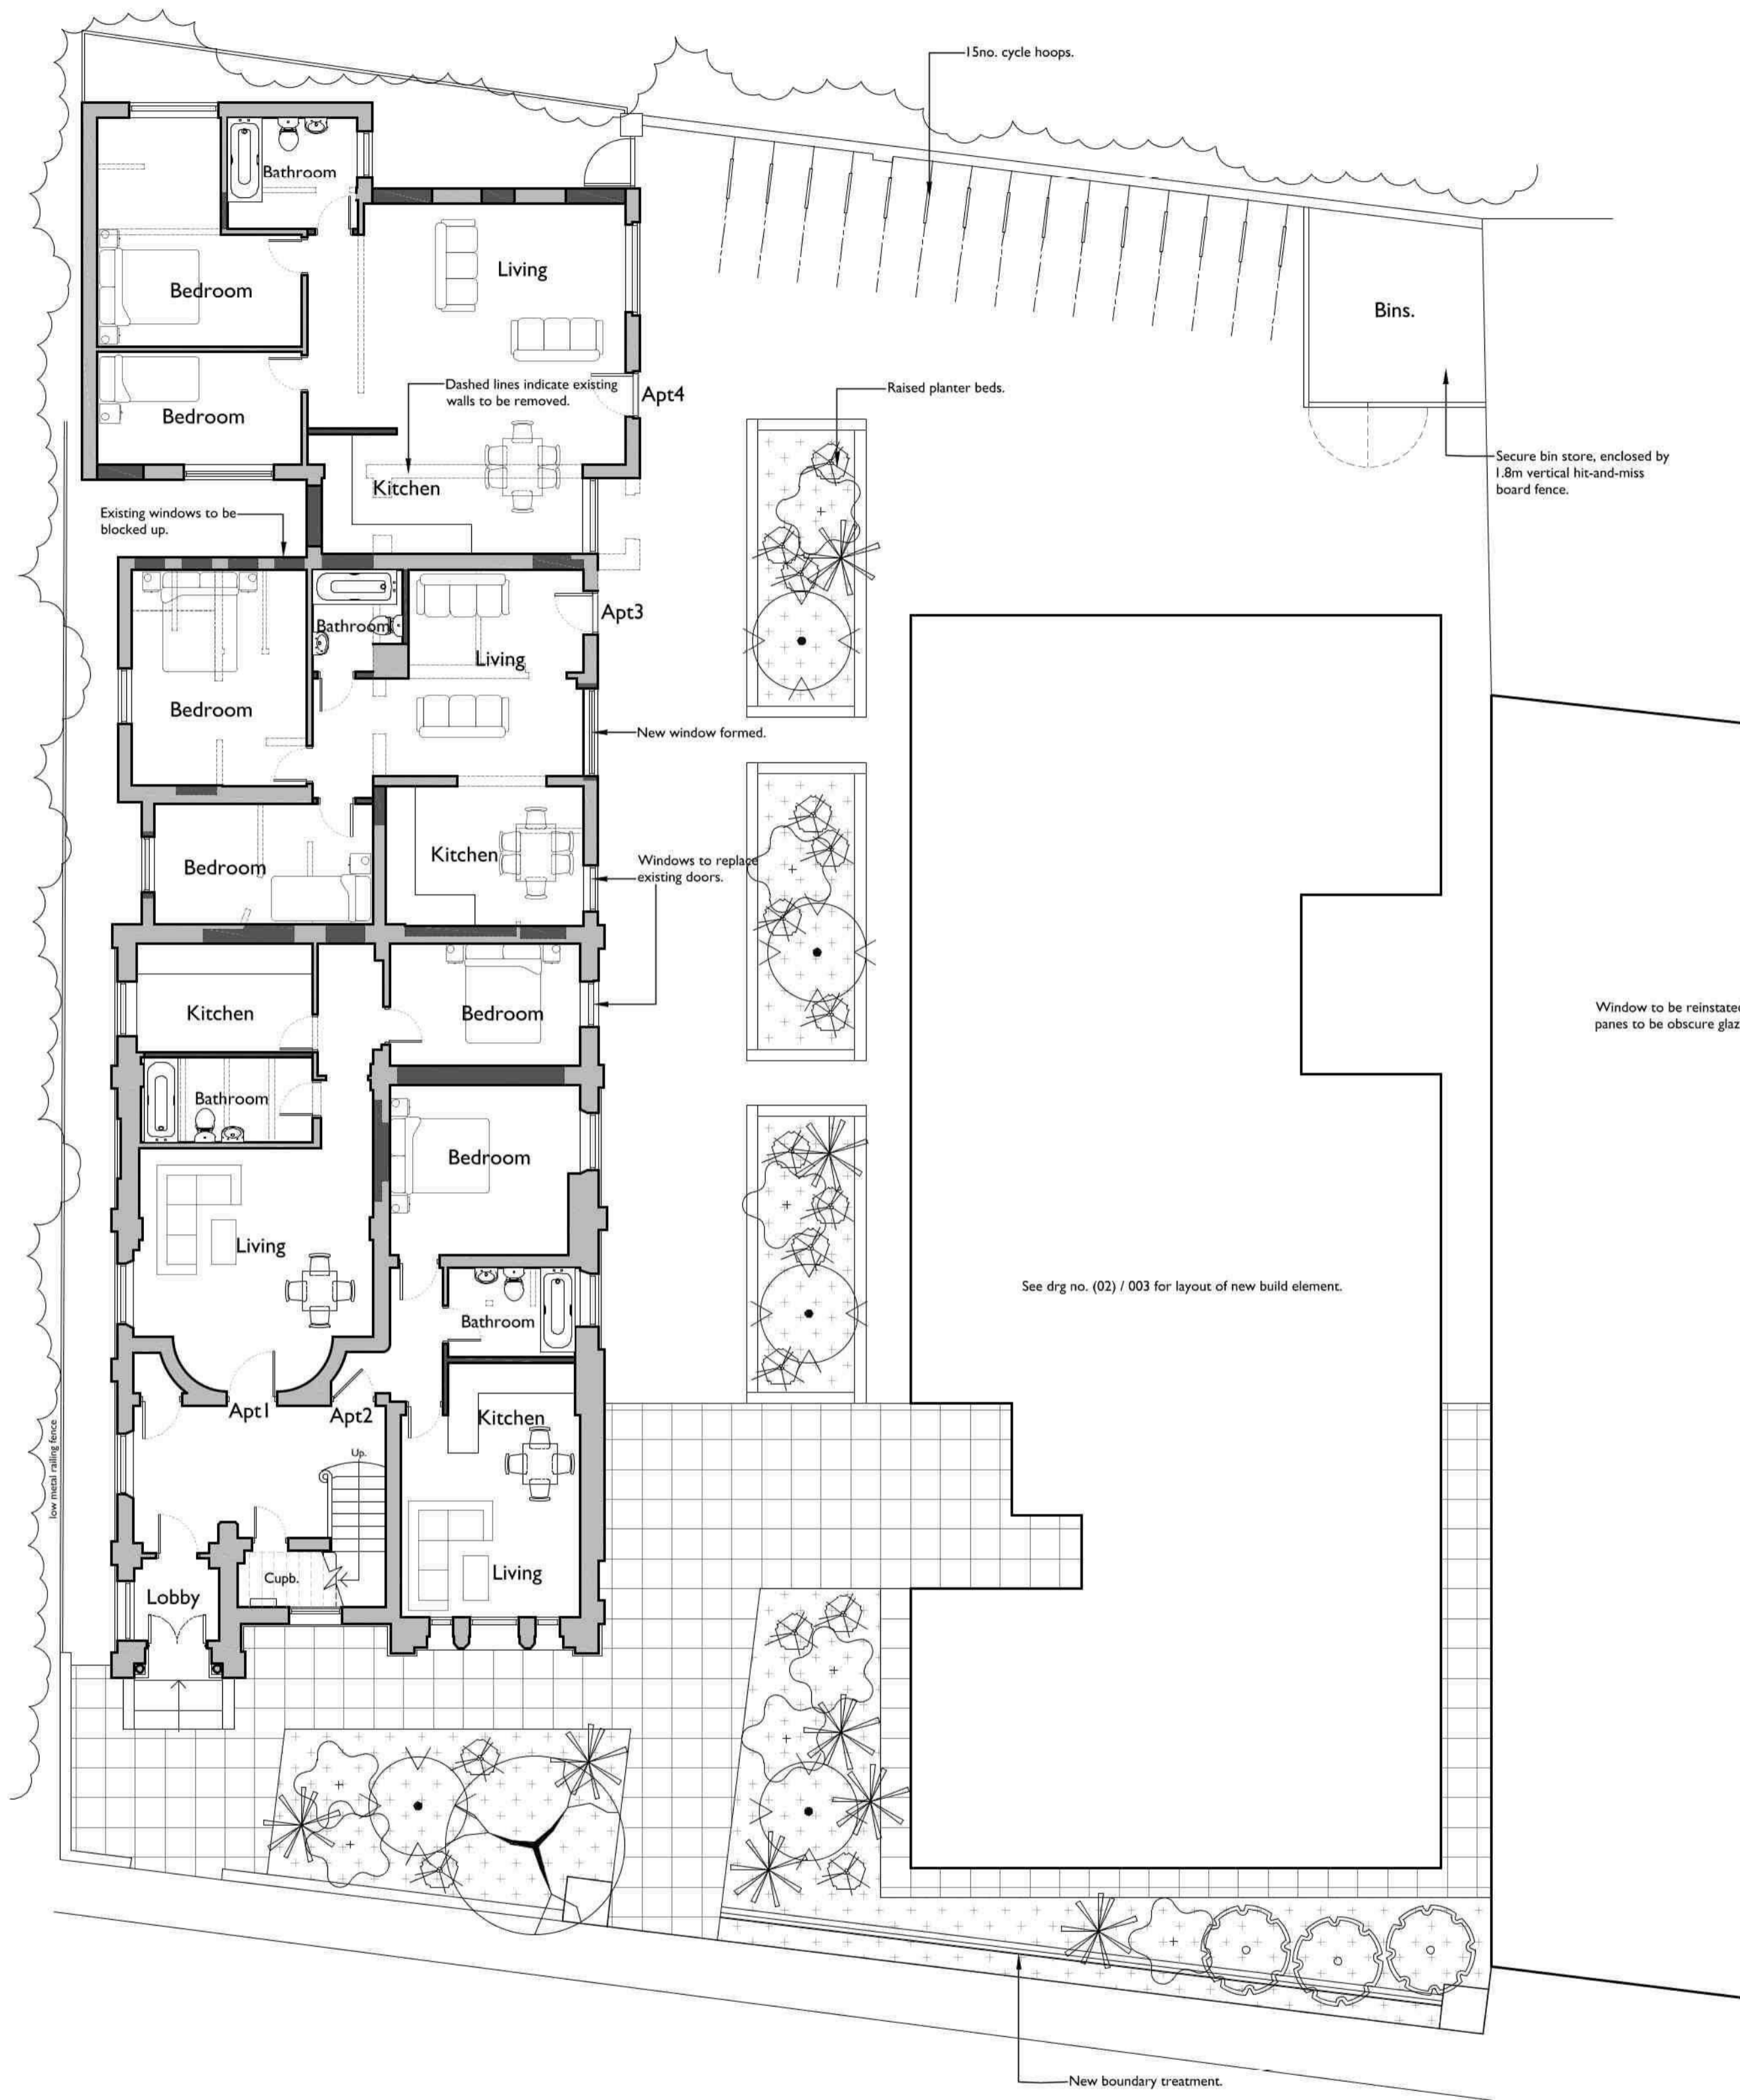 15no. cycle hoops.
Bathroom
Living
Bedroom
Bins.
Dashed lines indicate existing
walls to be removed.
Apt4
Raised planter beds.
Bedroom
Secure bin store, enclosed by
1.8m vertical hit-and-miss
board fence.
Kitchen
Existing windows to be
blocked up.
Apt3
Bathroom
Living
Bedroom
New window formed.
Kitchen
Bedroom
Windows to replace
existing doors.
Kitchen
Bedroom
Window to be reinstated
panes to be obscure glaz
Bathroom
Bedroom
Living
See drg no. (02) / 003 for layout of new build element.
Bathroom
Apt1
Apt2
Kitchen
low metal railing fence
Up.
Living
Cupb.
Lobby
New boundary treatment.